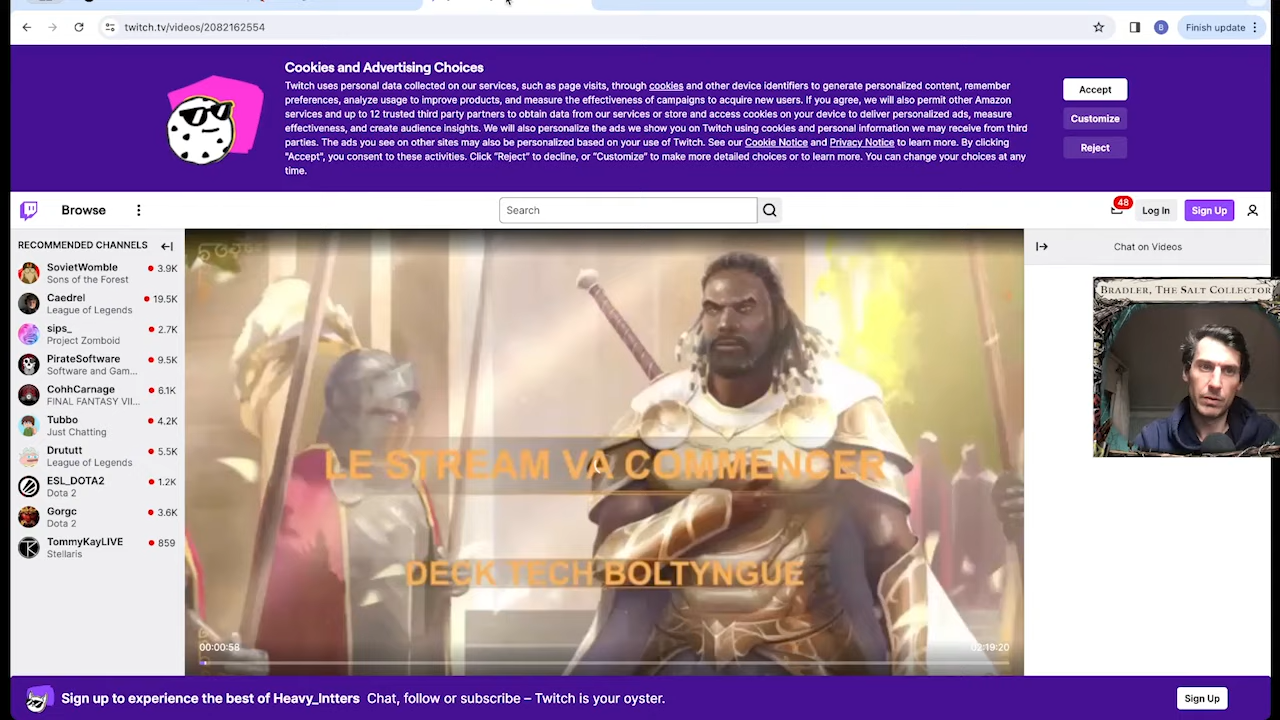 twitch.tv/videos/2082162554
B
Finish update
Cookies and Advertising Choices
Twitch uses personal data collected on our services, such as page visits, through cookies and other device identifiers to generate personalized content, remember
preferences, analyze usage to improve products, and measure the effectiveness of campaigns to acquire new users. If you agree, we will also permit other Amazon
services and up to 12 trusted third party partners to obtain data from our services or store and access cookies on your device to deliver personalized ads, measure
effectiveness, and create audience insights. We will also personalize the ads we show you on Twitch using cookies and personal information we may receive from third
parties. The ads you see on other sites may also be personalized based on your use of Twitch. See our Cookie Notice and Privacy Notice to learn more. By clicking
"Accept", you consent to these activities. Click "Reject" to decline, or "Customize" to make more detailed choices or to learn more. You can change your choices at any
time.
Accept
Customize
Reject
Browse
Search
48
Log In
Sign Up
RECOMMENDED CHANNELS
SovietWomble
3.9K
Sons of the Forest
Caedrel
19.5K
League of Legends
sips_
2.7K
Project Zomboid
PirateSoftware
9.5K
Software and Gam...
CohhCarnage
6.1K
FINAL FANTASY VII...
Tubbo
4.2K
Just Chatting
Drututt
5.5K
League of Legends
ESL_DOTA2
1.2K
Dota 2
Gorgc
3.6K
Dota 2
TommyKayLIVE
859
Stellaris
LE STREAM VA COMMENCER
DECK TECH BOLTYNGUE
00:00:58
02:19:20
Chat on Videos
BRADLER, THE SALT COLLECTOR
Sign up to experience the best of Heavy_Intters
Chat, follow or subscribe – Twitch is your oyster.
Sign Up